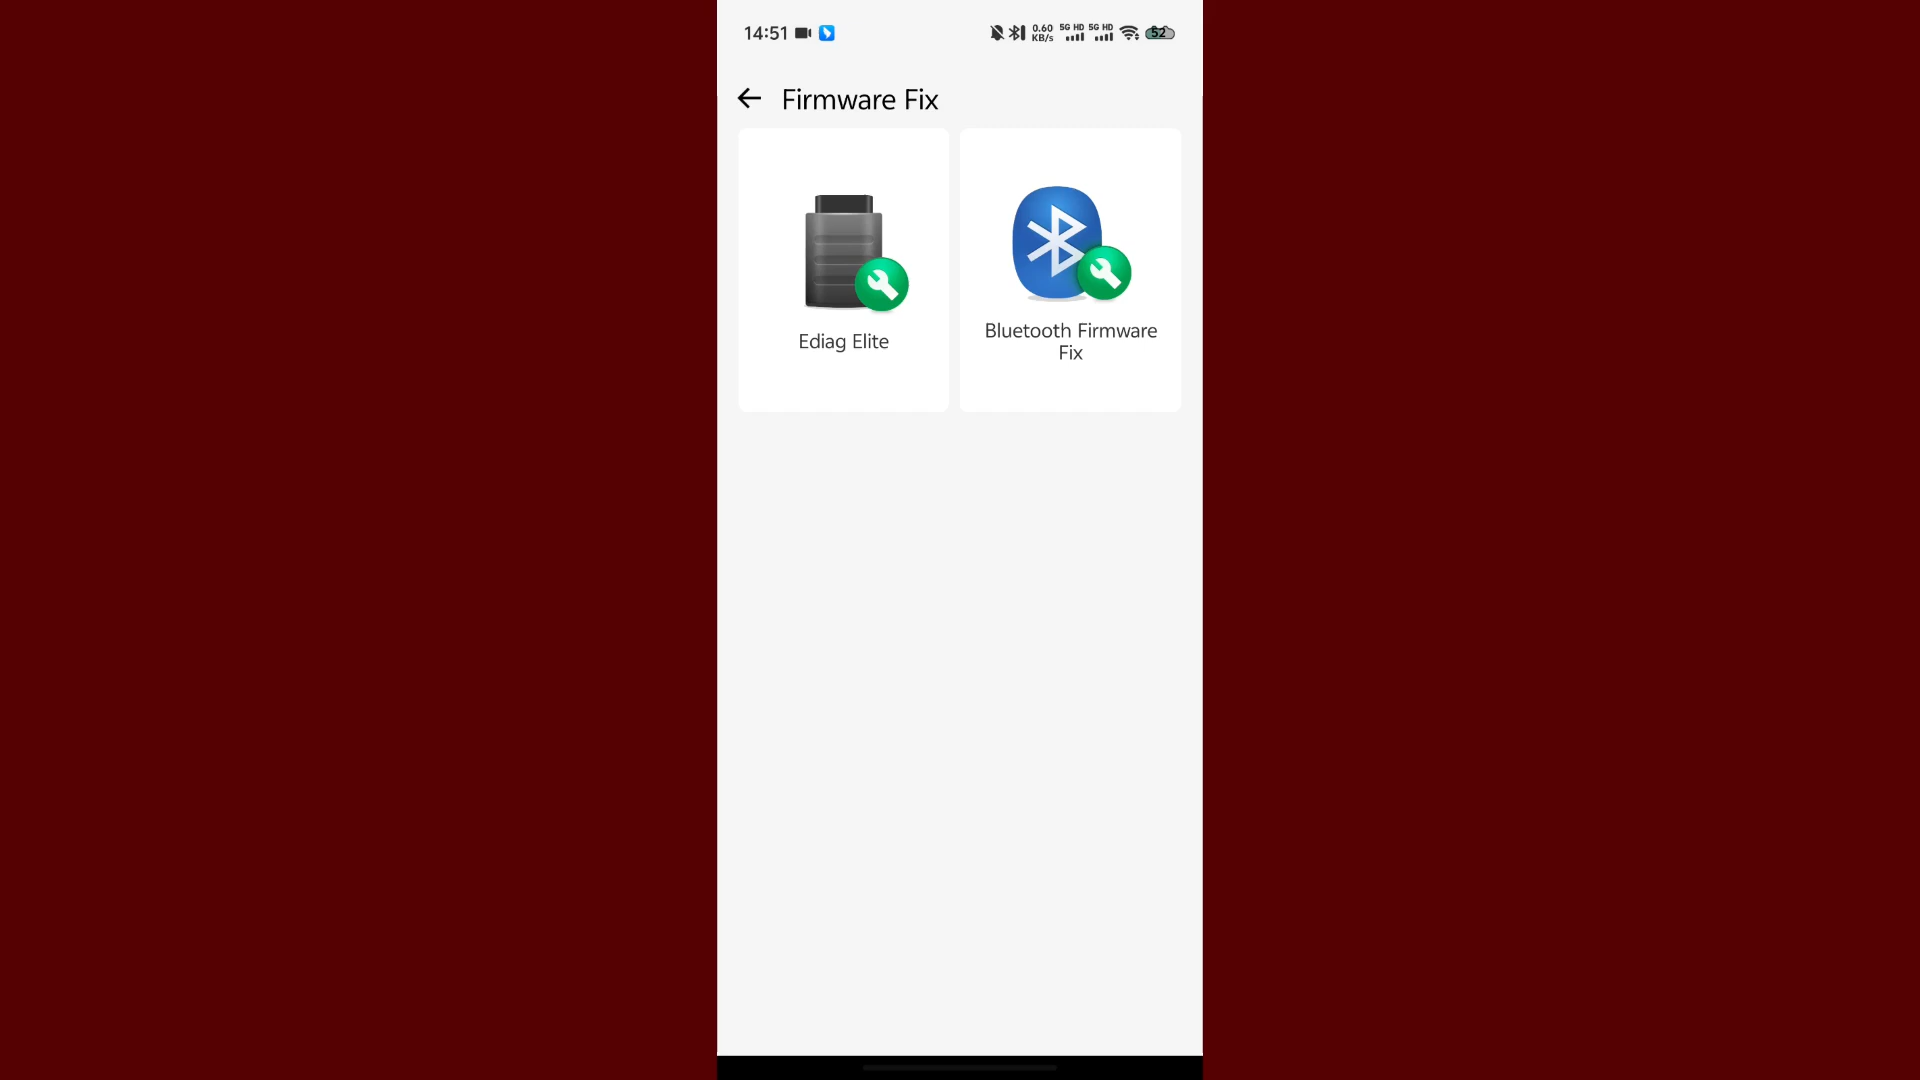 14:51
0.60
KB/s
5G HD 5G HD
52
Firmware Fix
Ediag Elite
Bluetooth Firmware
Fix